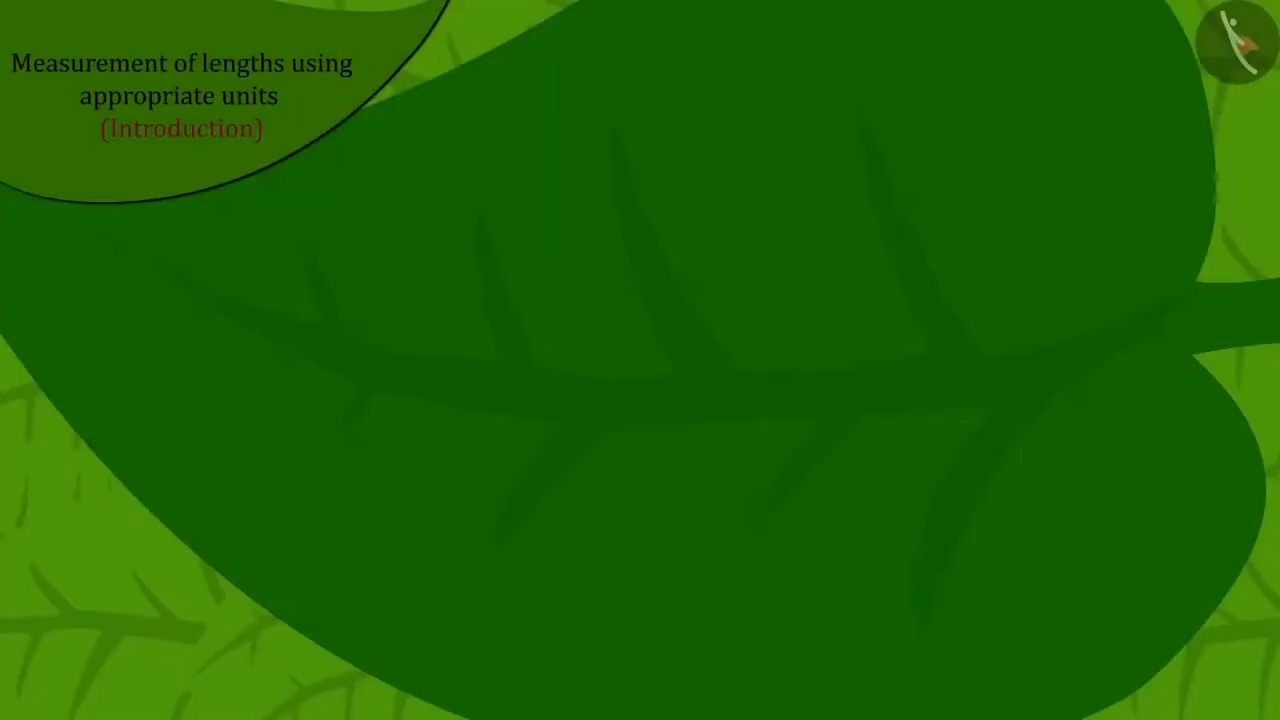 Measurement of lengths using
appropriate units
(Introduction)